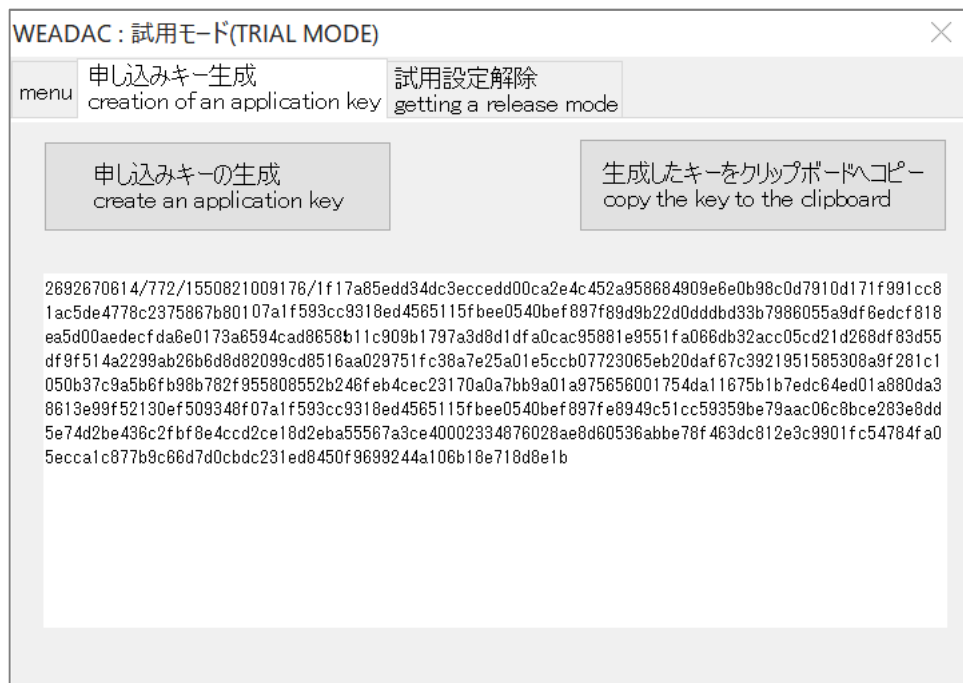 WEADAC : 試用モード(TRIAL MODE)
menu
申し込みキー生成
creation of an application key
試用設定解除
getting a release mode
申し込みキーの生成
create an application key
生成したキーをクリップボードへコピー
copy the key to the clipboard
2692670614/772/1550821009176/1f17a85edd34dc3eccedd00ca2e4c452a958684909e6e0b98c0d7910d171f991cc8
1ac5de4778c2375867b80107a1f593cc9318ed4565115fbee0540bef897f89d9b22d0dddbd33b7986055a9df6edcf818
ea5d00aedecfda6e0173a6594cad8658fb11c909b1797a3d8d1dfa0cac95881e9551fa066db32acc05cd21d268df83d55
df9f514a2299ab26b6d8d82099cd8516aa029751fc38a7e25a01e5ccb07723065eb20daf67c3921951585308a9f281c1
050b37c9a5b6fb98b782f955808552b246feb4cec23170a0a7bb9a01a975656001754da11675b1b7edc64ed01a880da3
8613e99f52130ef509348f07a1f593cc9318ed4565115fbee0540bef897fe8949c51cc59359be79aac06c8bce283e8dd
5e74d2be436c2fbf8e4ccd2ce18d2eba55567a3ce40002334876028ae8d60536abbe78f463dc812e3c9901fc54784fa0
5ecca1c877b9c66d7d0cbdc231ed8450f9699244a106b18e718d8e1b